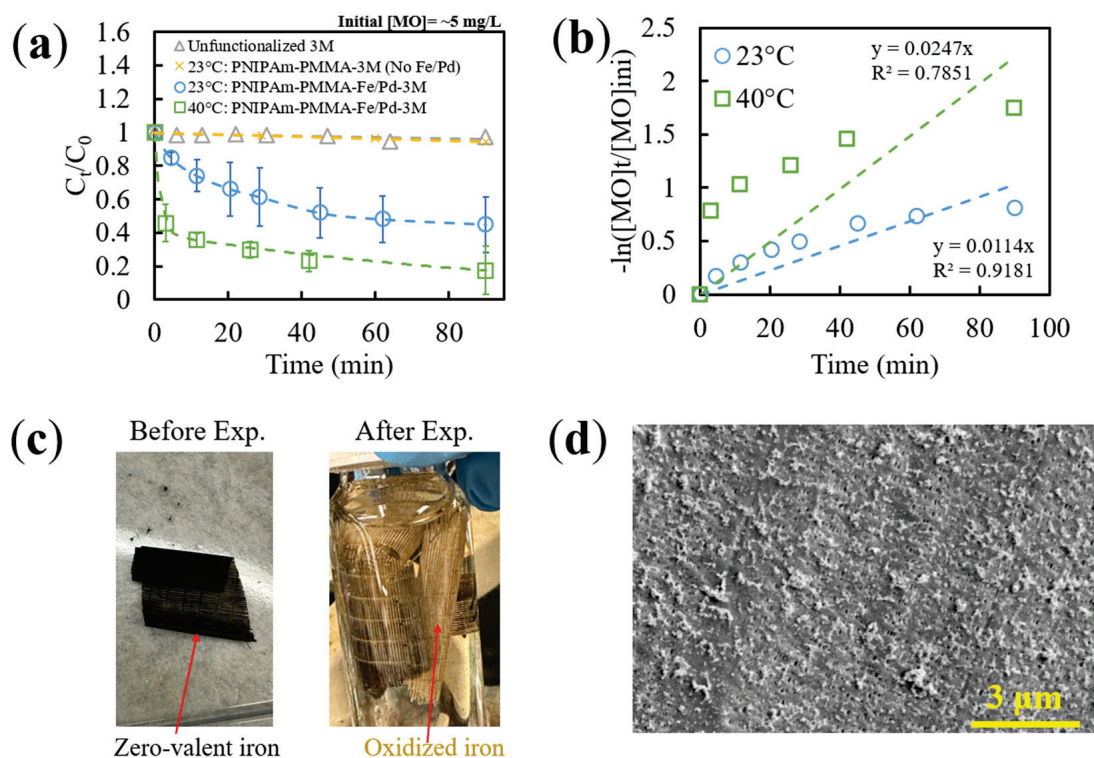 (a)
Initial [MO]= ~5 mg/L
1.6
1.4
1.2
1
0.8
0.6
0.4
0.2
0
Unfunctionalized 3M
23°C: PNIPAm-PMMA-3M (No Fe/Pd)
23°C: PNIPAm-PMMA-Fe/Pd-3M
40°C: PNIPAm-PMMA-Fe/Pd-3M
Ct/C0
0 20 40 60 80
Time (min)
(b)
2.5
2
1.5
1
0.5
0
23°C
40°C
y = 0.0247x
R² = 0.7851
y = 0.0114x
R² = 0.9181
-ln([MO]t/[MO]ini)
0 20 40 60 80 100
Time (min)
(c)
Before Exp.
After Exp.
Zero-valent iron
Oxidized iron
(d)
3 µm